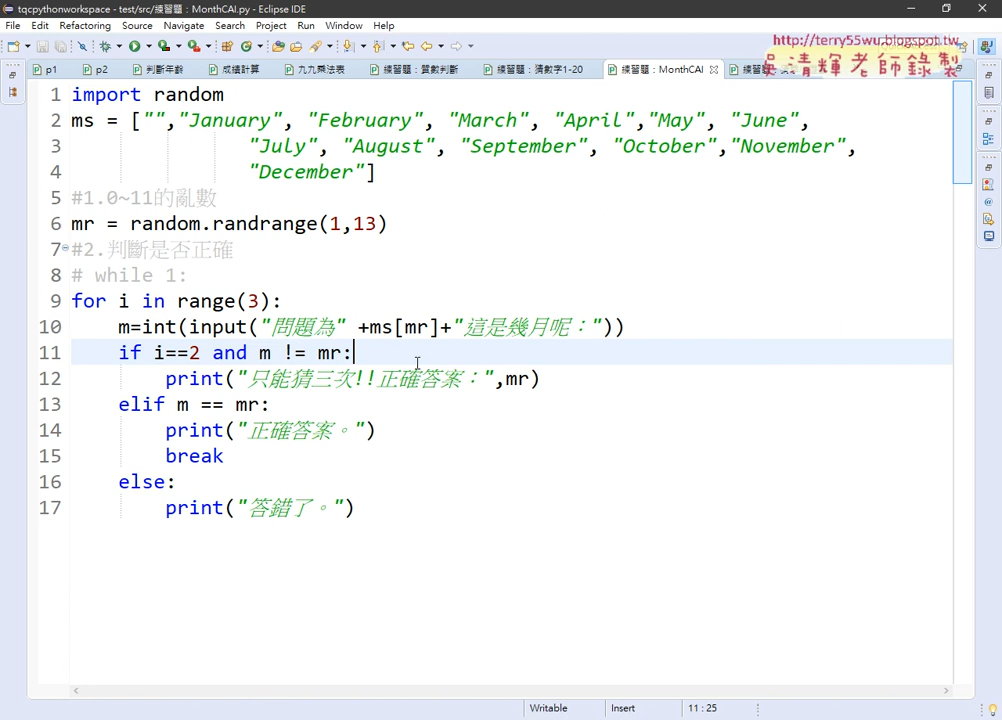 tqcpythonworkspace - test/src/練習題：MonthCAI.py - Eclipse IDE
File Edit Refactoring Source Navigate Search Project Run Window Help
http://terry55wu.blogspot.tw
吳清輝老師錄製
p1 p2 判斷年齡 成績計算 九九乘法表 練習題：質數判斷 練習題：猜數字1-20 練習題：MonthCAI
1 import random
2 ms = ["","January", "February", "March", "April","May", "June",
3 "July", "August", "September", "October","November",
4 "December"]
5 #1.0~11的亂數
6 mr = random.randrange(1,13)
7 #2.判斷是否正確
8 # while 1:
9 for i in range(3):
10 m=int(input("問題為" +ms[mr]+"這是幾月呢："))
11 if i==2 and m != mr:
12 print("只能猜三次!!正確答案：",mr)
13 elif m == mr:
14 print("正確答案。")
15 break
16 else:
17 print("答錯了。")
Writable Insert 11 : 25